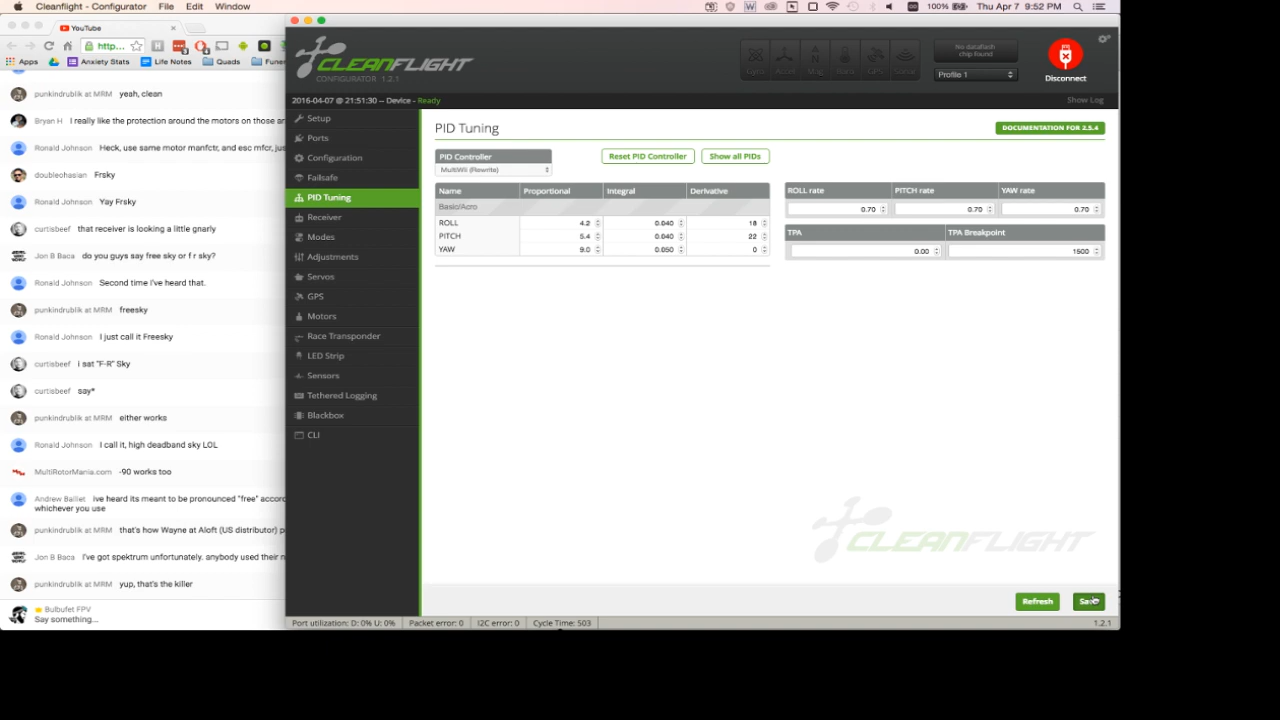 Cleanflight - Configurator File Edit Window
100% Thu Apr 7 9:52 PM
YouTube
http...
Apps Anxiety Stats Life Notes Quads Funer
punkindrublik at MRM yeah, clean
Bryan H I really like the protection around the motors on those ar
Ronald Johnson Heck, use same motor manfctr, and esc mfcr, jus
doublechasian Frsky
Ronald Johnson Yay Frsky
curtisbeef that receiver is looking a little gnarly
Jon B Baca do you guys say free sky or f r sky?
Ronald Johnson Second time I've heard that.
punkindrublik at MRM freesky
Ronald Johnson I just call it Freesky
curtisbeef i sat "F-R" Sky
curtisbeef say*
punkindrublik at MRM either works
Ronald Johnson I call it, high deadband sky LOL
MultiRotorMania.com -90 works too
Andrew Baillet ive heard its meant to be pronounced "free" accor
whichever you use
punkindrublik at MRM that's how Wayne at Aloft (US distributor) p
Jon B Baca I've got spektrum unfortunately. anybody used their n
punkindrublik at MRM yup, that's the killer
Bulbufet FPV
Say something...
CLEANFLIGHT
CONFIGURATOR 1.2.1
No dataflash
chip found
Profile 1
Disconnect
2016-04-07 @ 21:51:30 -- Device - Ready
Show Log
Setup
Ports
Configuration
Failsafe
PID Tuning
Receiver
Modes
Adjustments
Servos
GPS
Motors
Race Transponder
LED Strip
Sensors
Tethered Logging
Blackbox
CLI
PID Tuning
DOCUMENTATION FOR 2.5.4
PID Controller
MultiWii (Rewrite)
Reset PID Controller Show all PIDs
Name Proportional Integral Derivative
Basic/Acro
ROLL 4.2 0.040 18
PITCH 5.4 0.040 22
YAW 9.0 0.050 0
ROLL rate PITCH rate YAW rate
0.70 0.70 0.70
TPA TPA Breakpoint
0.00 1500
CLEANFLIGHT
Refresh Save
Port utilization: D: 0% U: 0% Packet error: 0 I2C error: 0 Cycle Time: 503
1.2.1